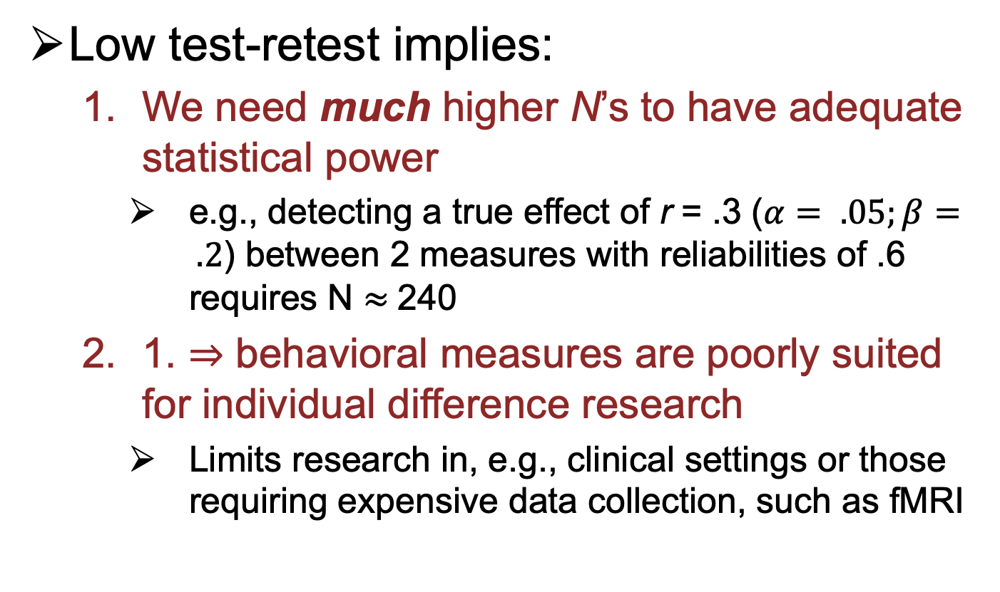 ➢Low test-retest implies:
1. We need much higher N's to have adequate
statistical power
➢ e.g., detecting a true effect of r = .3 (α = .05; β =
.2) between 2 measures with reliabilities of .6
requires N ≈ 240
2. 1. ⇒ behavioral measures are poorly suited
for individual difference research
➢ Limits research in, e.g., clinical settings or those
requiring expensive data collection, such as fMRI